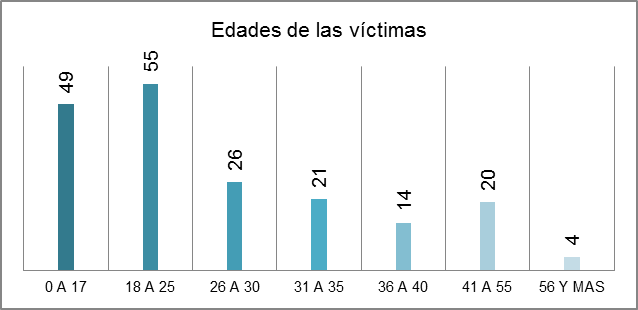 Edades de las víctimas
49
55
26
21
14
20
4
0 A 17
18 A 25
26 A 30
31 A 35
36 A 40
41 A 55
56 Y MAS